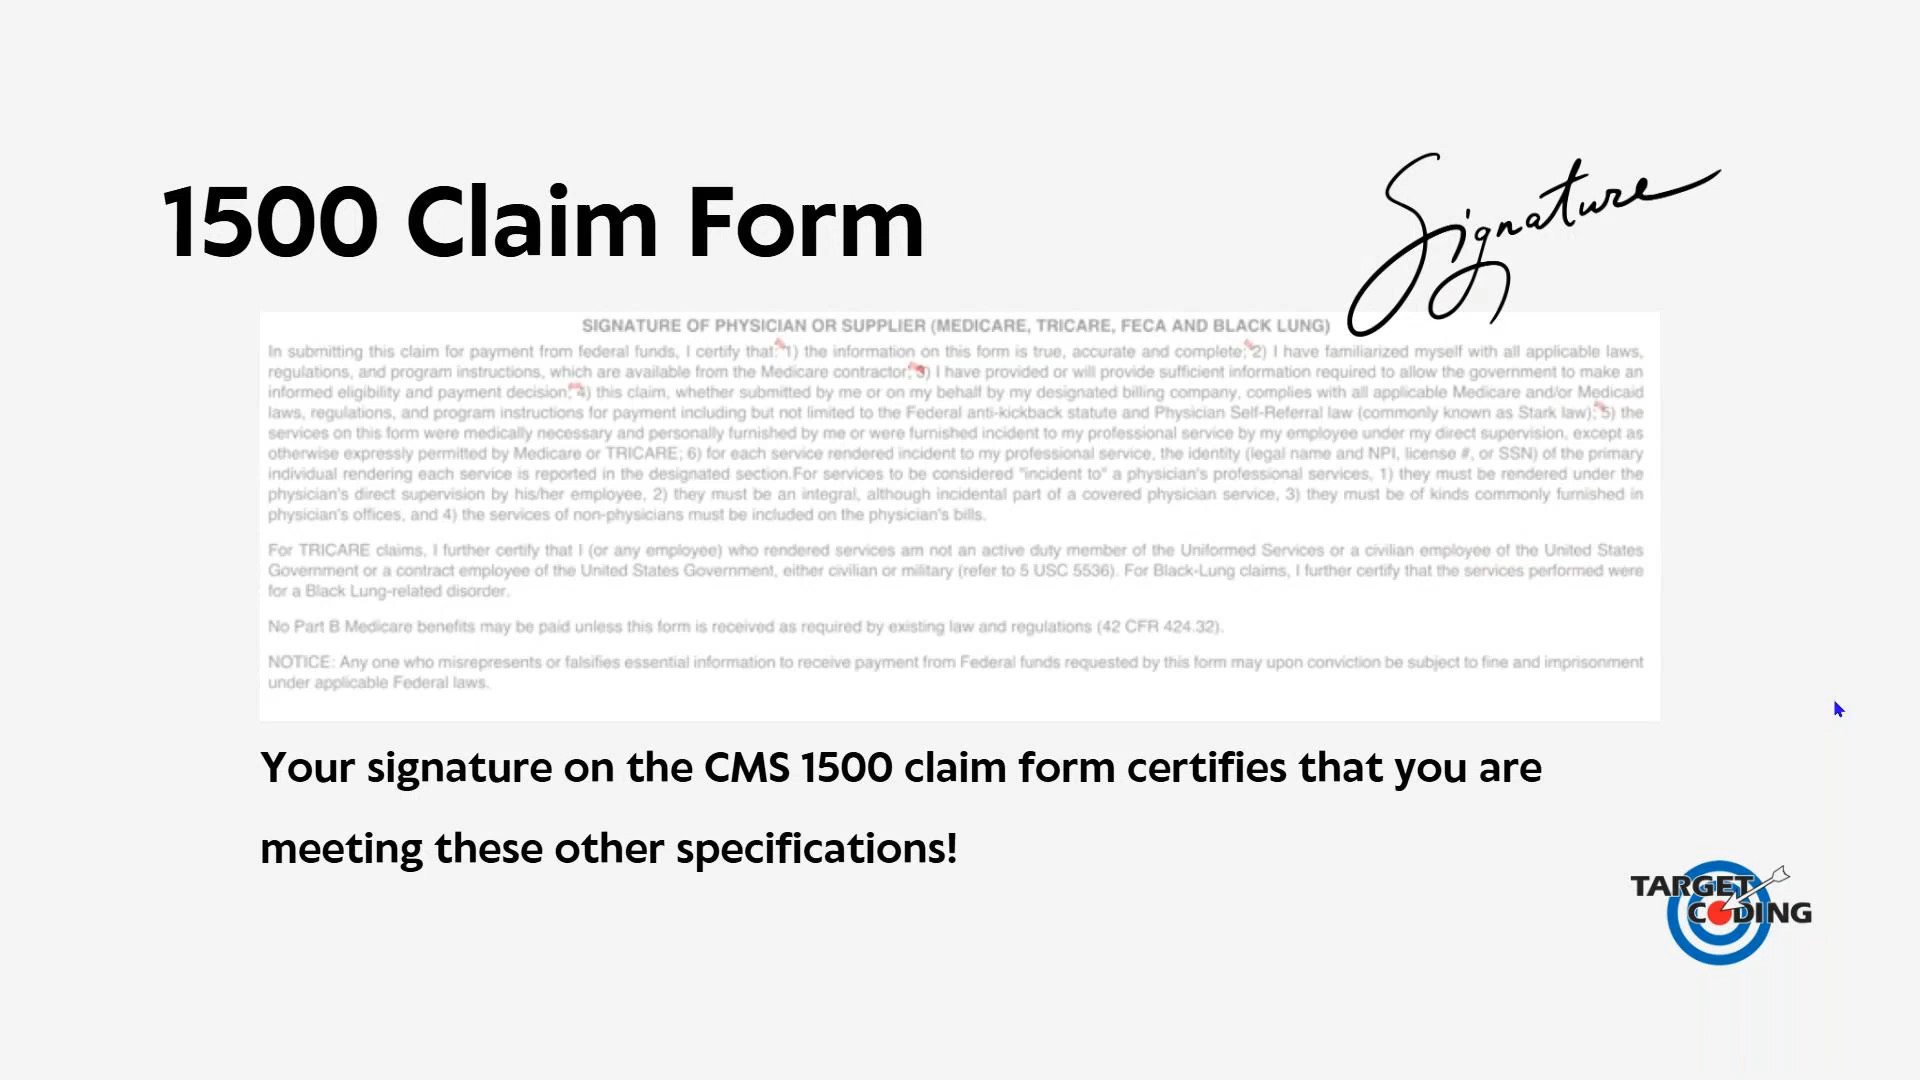 1500 Claim Form
Signature
SIGNATURE OF PHYSICIAN OR SUPPLIER (MEDICARE, TRICARE, FECA AND BLACK LUNG)
In submitting this claim for payment from federal funds, I certify that: 1) the information on this form is true, accurate and complete; 2) I have familiarized myself with all applicable laws,
regulations, and program instructions, which are available from the Medicare contractor; 3) I have provided or will provide sufficient information required to allow the government to make an
informed eligibility and payment decision; 4) this claim, whether submitted by me or on my behalf by my designated billing company, complies with all applicable Medicare and/or Medicaid
laws, regulations, and program instructions for payment including but not limited to the Federal anti-kickback statute and Physician Self-Referral law (commonly known as Stark law); 5) the
services on this form were medically necessary and personally furnished by me or were furnished incident to my professional service by my employee under my direct supervision, except as
otherwise expressly permitted by Medicare or TRICARE; 6) for each service rendered incident to my professional service, the identity (legal name and NPI, license #, or SSN) of the primary
individual rendering each service is reported in the designated section.For services to be considered "incident to" a physician's professional services, 1) they must be rendered under the
physician's direct supervision by his/her employee, 2) they must be an integral, although incidental part of a covered physician service, 3) they must be of kinds commonly furnished in
physician's offices, and 4) the services of non-physicians must be included on the physician's bills.
For TRICARE claims, I further certify that I (or any employee) who rendered services am not an active duty member of the Uniformed Services or a civilian employee of the United States
Government or a contract employee of the United States Government, either civilian or military (refer to 5 USC 5536). For Black-Lung claims, I further certify that the services performed were
for a Black Lung-related disorder.
No Part B Medicare benefits may be paid unless this form is received as required by existing law and regulations (42 CFR 424.32).
NOTICE: Any one who misrepresents or falsifies essential information to receive payment from Federal funds requested by this form may upon conviction be subject to fine and imprisonment
under applicable Federal laws.
Your signature on the CMS 1500 claim form certifies that you are
meeting these other specifications!
TARGET
CODING